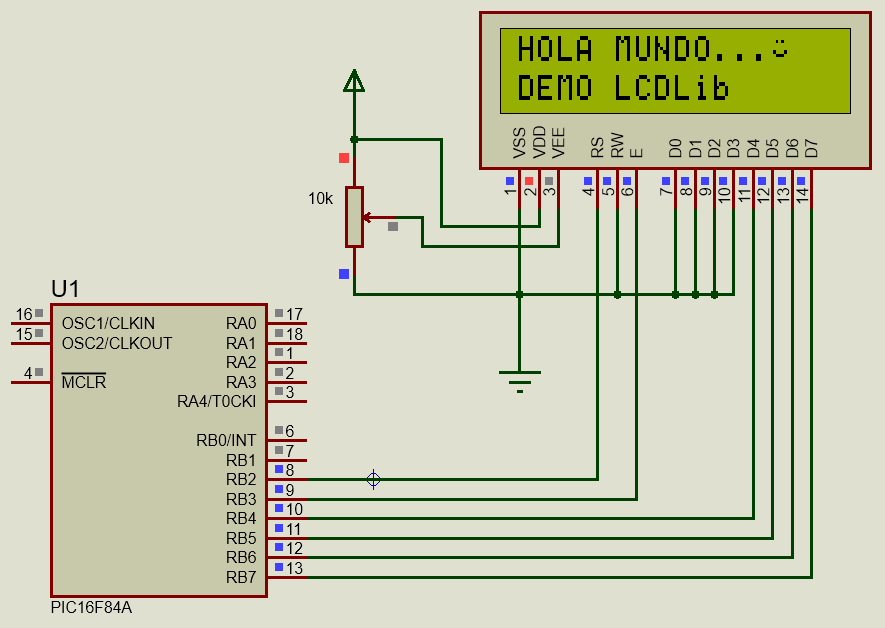 HOLA MUNDO...
DEMO LCDLib
VSS
VDD
VEE
RS
RW
E
D0
D1
D2
D3
D4
D5
D6
D7
1
2
3
4
5
6
7
8
9
10
11
12
13
14
10k
U1
16 OSC1/CLKIN RA0 17
15 OSC2/CLKOUT RA1 18
RA2 1
4 MCLR RA3 2
RA4/T0CKI 3
RB0/INT 6
RB1 7
RB2 8
RB3 9
RB4 10
RB5 11
RB6 12
RB7 13
PIC16F84A